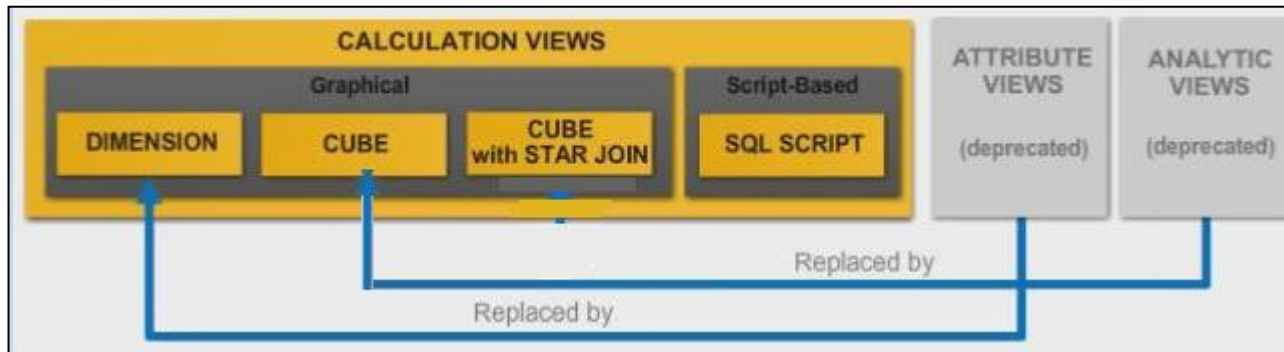 CALCULATION VIEWS
Graphical
DIMENSION
CUBE
CUBE
with STAR JOIN
Script-Based
SQL SCRIPT
ATTRIBUTE
VIEWS
(deprecated)
ANALYTIC
VIEWS
(deprecated)
Replaced by
Replaced by